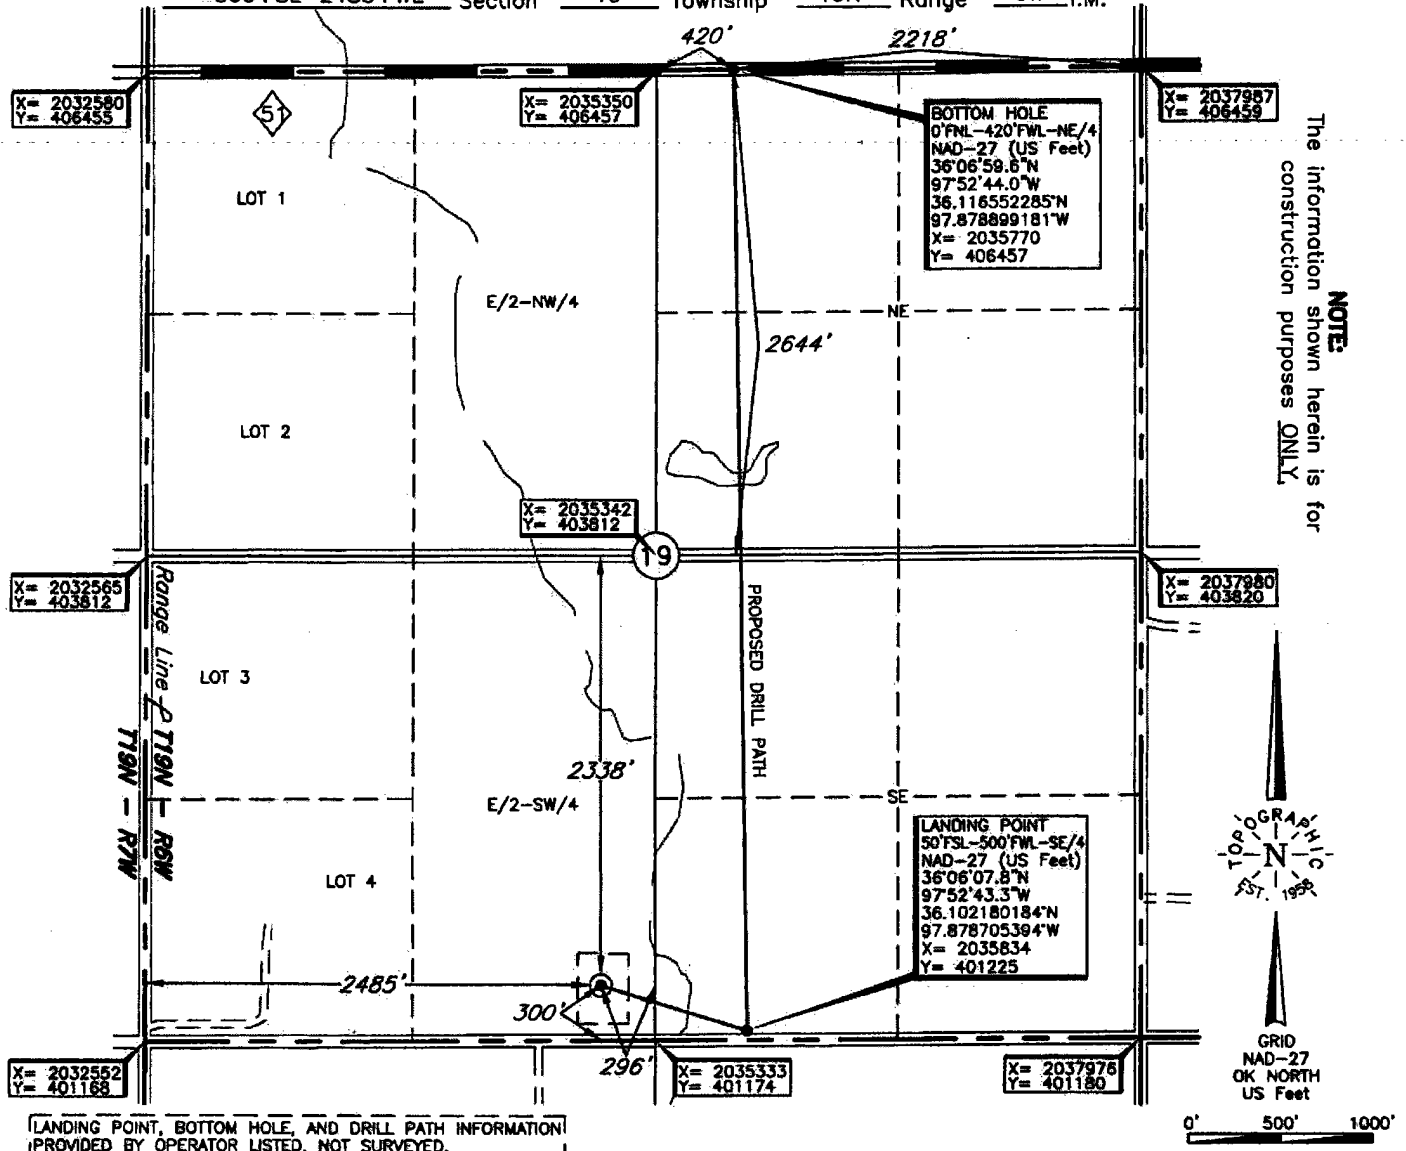 Section
Township
Range
I.M.
420'
2218'
X= 2032580
Y= 406455
51
X= 2035350
Y= 406457
X= 2037987
Y= 406459
BOTTOM HOLE
0'FNL-420'FWL-NE/4
NAD-27 (US Feet)
36°06'59.6"N
97°52'44.0"W
36.116552285°N
97.878899181°W
X= 2035770
Y= 406457
NOTE:
The information shown herein is for
construction purposes ONLY.
LOT 1
E/2-NW/4
NE
2644'
LOT 2
X= 2035342
Y= 403812
19
X= 2032565
Y= 403812
X= 2037980
Y= 403820
Range Line
T19N - R6W
T19N - R7W
LOT 3
PROPOSED DRILL PATH
2338'
E/2-SW/4
SE
LANDING POINT
50'FSL-500'FWL-SE/4
NAD-27 (US Feet)
36°06'07.8"N
97°52'43.3"W
36.102180184°N
97.878705394°W
X= 2035834
Y= 401225
TOPOGRAPHIC
N
EST. 1958
LOT 4
2485'
300'
296'
X= 2032552
Y= 401168
X= 2035333
Y= 401174
X= 2037976
Y= 401180
GRID
NAD-27
OK NORTH
US Feet
0' 500' 1000'
LANDING POINT, BOTTOM HOLE, AND DRILL PATH INFORMATION
PROVIDED BY OPERATOR LISTED, NOT SURVEYED.